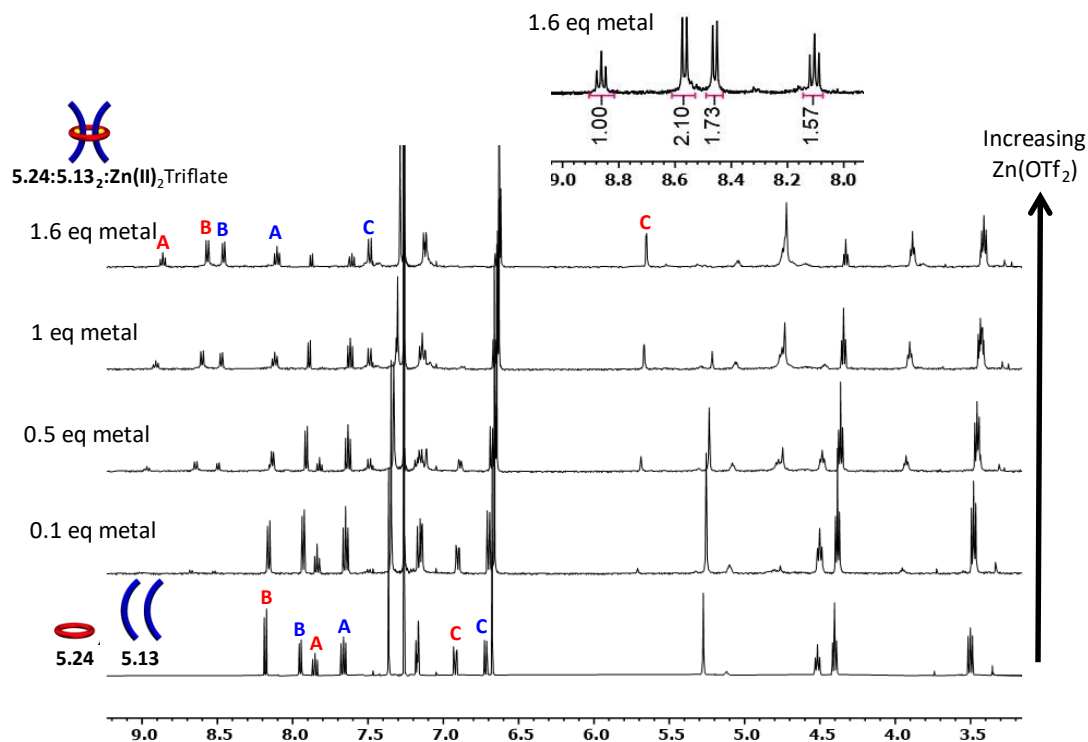 1.6 eq metal
1.00
2.10
1.73
1.57
9.0 8.8 8.6 8.4 8.2 8.0
Increasing
Zn(OTf₂)
5.24:5.13₂:Zn(II)₂Triflate
1.6 eq metal
A B B A C C
1 eq metal
0.5 eq metal
0.1 eq metal
B B A A C C
5.24 5.13
9.0 8.5 8.0 7.5 7.0 6.5 6.0 5.5 5.0 4.5 4.0 3.5